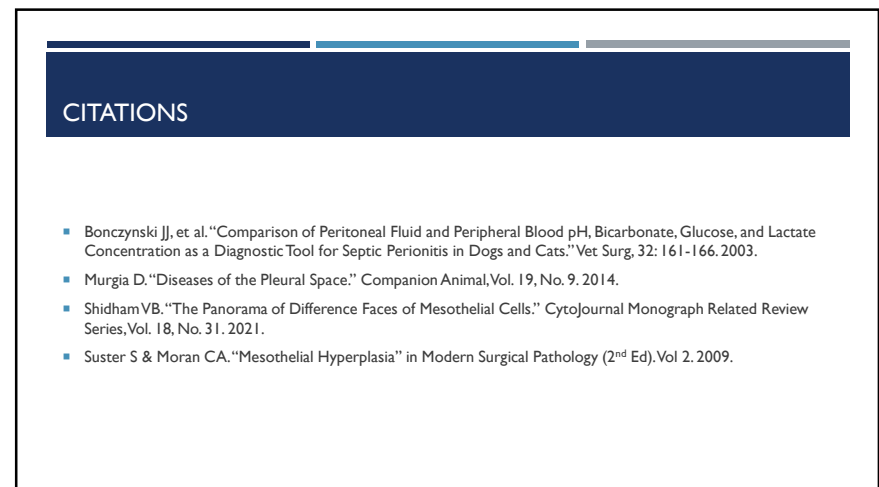 CITATIONS
▪ Bonczynski JJ, et al. “Comparison of Peritoneal Fluid and Peripheral Blood pH, Bicarbonate, Glucose, and Lactate
Concentration as a Diagnostic Tool for Septic Perionitis in Dogs and Cats.” Vet Surg, 32: 161-166. 2003.
▪ Murgia D. “Diseases of the Pleural Space.” Companion Animal, Vol. 19, No. 9. 2014.
▪ Shidham VB. “The Panorama of Difference Faces of Mesothelial Cells.” CytoJournal Monograph Related Review
Series, Vol. 18, No. 31. 2021.
▪ Suster S & Moran CA. “Mesothelial Hyperplasia” in Modern Surgical Pathology (2nd Ed). Vol 2. 2009.